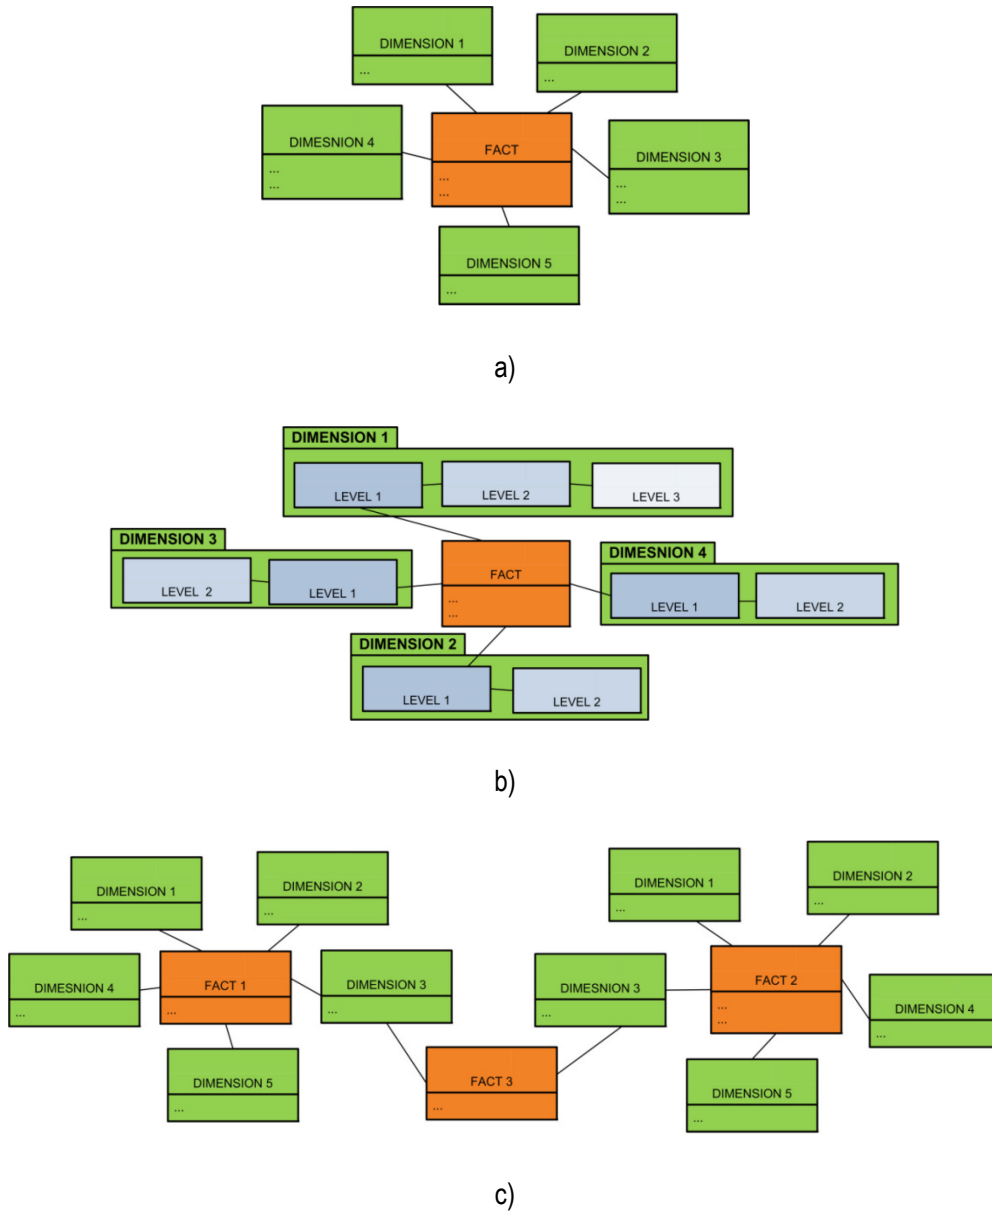 DIMENSION 1
...
DIMENSION 2
...
DIMESNION 4
...
...
FACT
...
...
DIMENSION 3
...
...
DIMENSION 5
...
a)
DIMENSION 1
LEVEL 1
LEVEL 2
LEVEL 3
DIMENSION 3
LEVEL 2
LEVEL 1
FACT
...
...
DIMESNION 4
LEVEL 1
LEVEL 2
DIMENSION 2
LEVEL 1
LEVEL 2
b)
DIMENSION 1
...
DIMENSION 2
...
DIMESNION 4
...
FACT 1
...
DIMENSION 3
...
DIMENSION 5
...
FACT 3
...
DIMENSION 1
...
DIMENSION 2
...
DIMESNION 3
...
FACT 2
...
...
DIMENSION 4
...
DIMENSION 5
...
c)